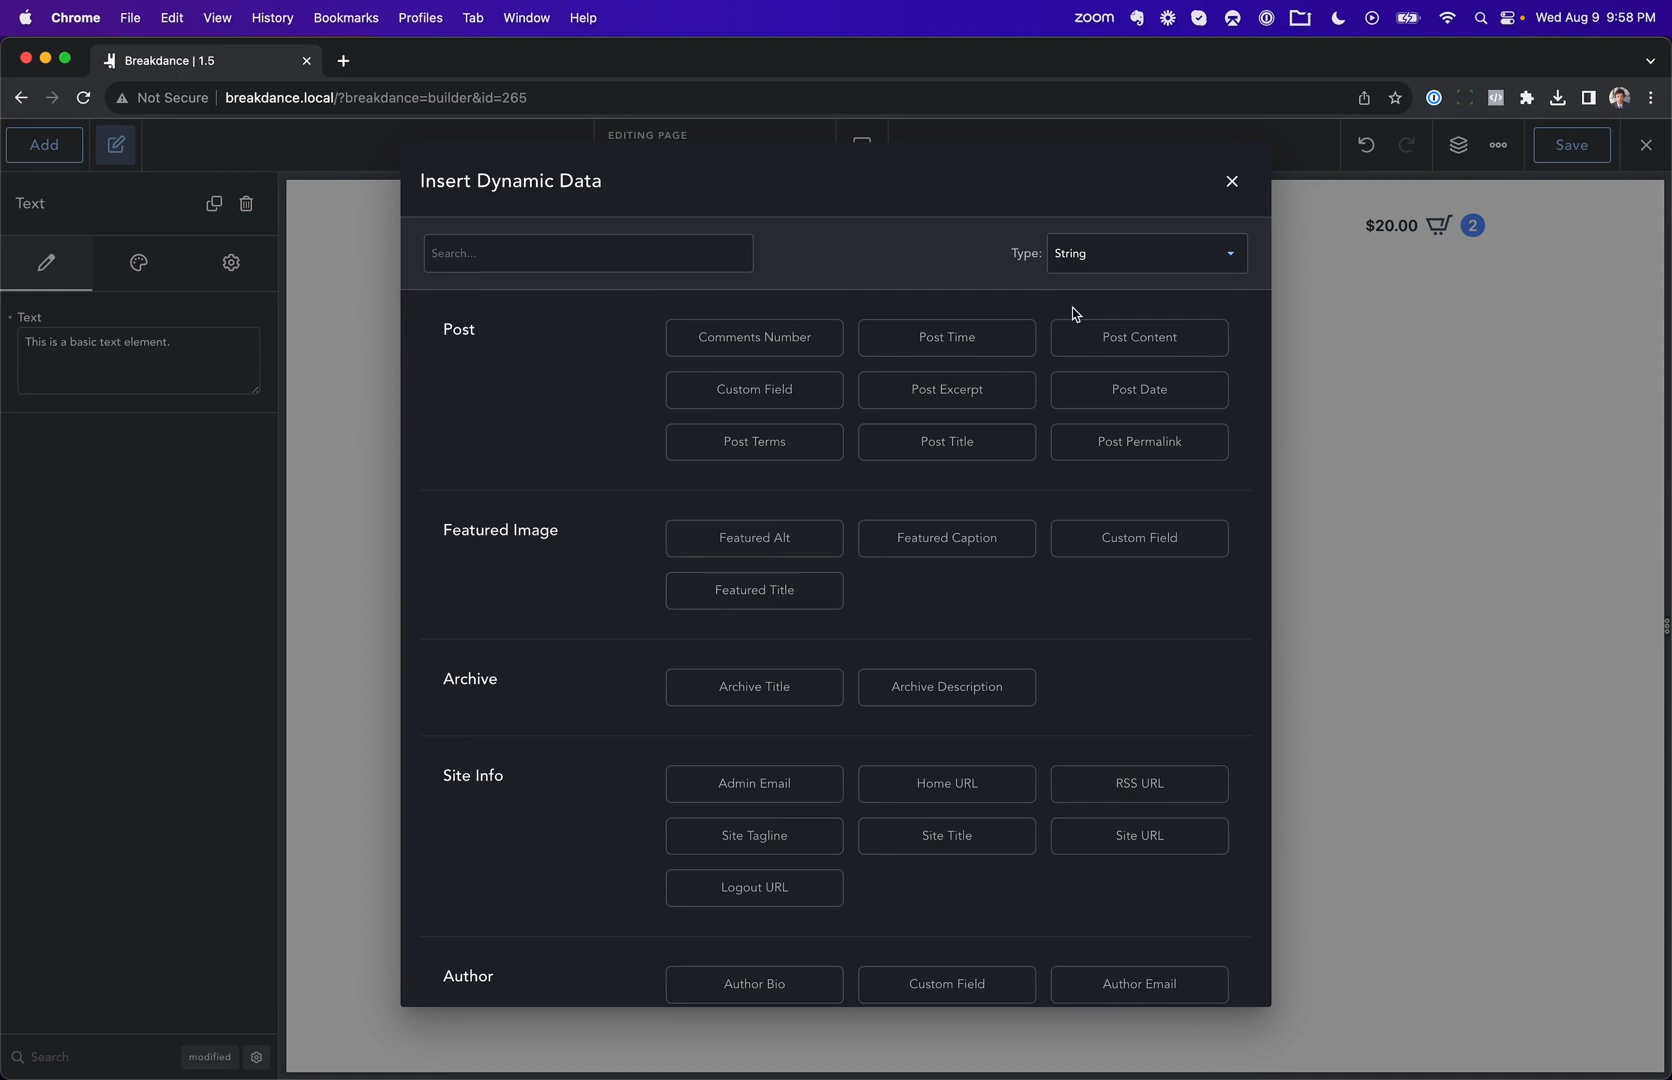 Chrome File Edit View History Bookmarks Profiles Tab Window Help zoom Wed Aug 9 9:58 PM
Breakdance | 1.5
Not Secure breakdance.local/?breakdance=builder&id=265
Add EDITING PAGE Save
Insert Dynamic Data
Text
$20.00 2
Search... Type: String
Text
This is a basic text element.
Post
Comments Number Post Time Post Content
Custom Field Post Excerpt Post Date
Post Terms Post Title Post Permalink
Featured Image
Featured Alt Featured Caption Custom Field
Featured Title
Archive
Archive Title Archive Description
Site Info
Admin Email Home URL RSS URL
Site Tagline Site Title Site URL
Logout URL
Author
Author Bio Custom Field Author Email
Search modified